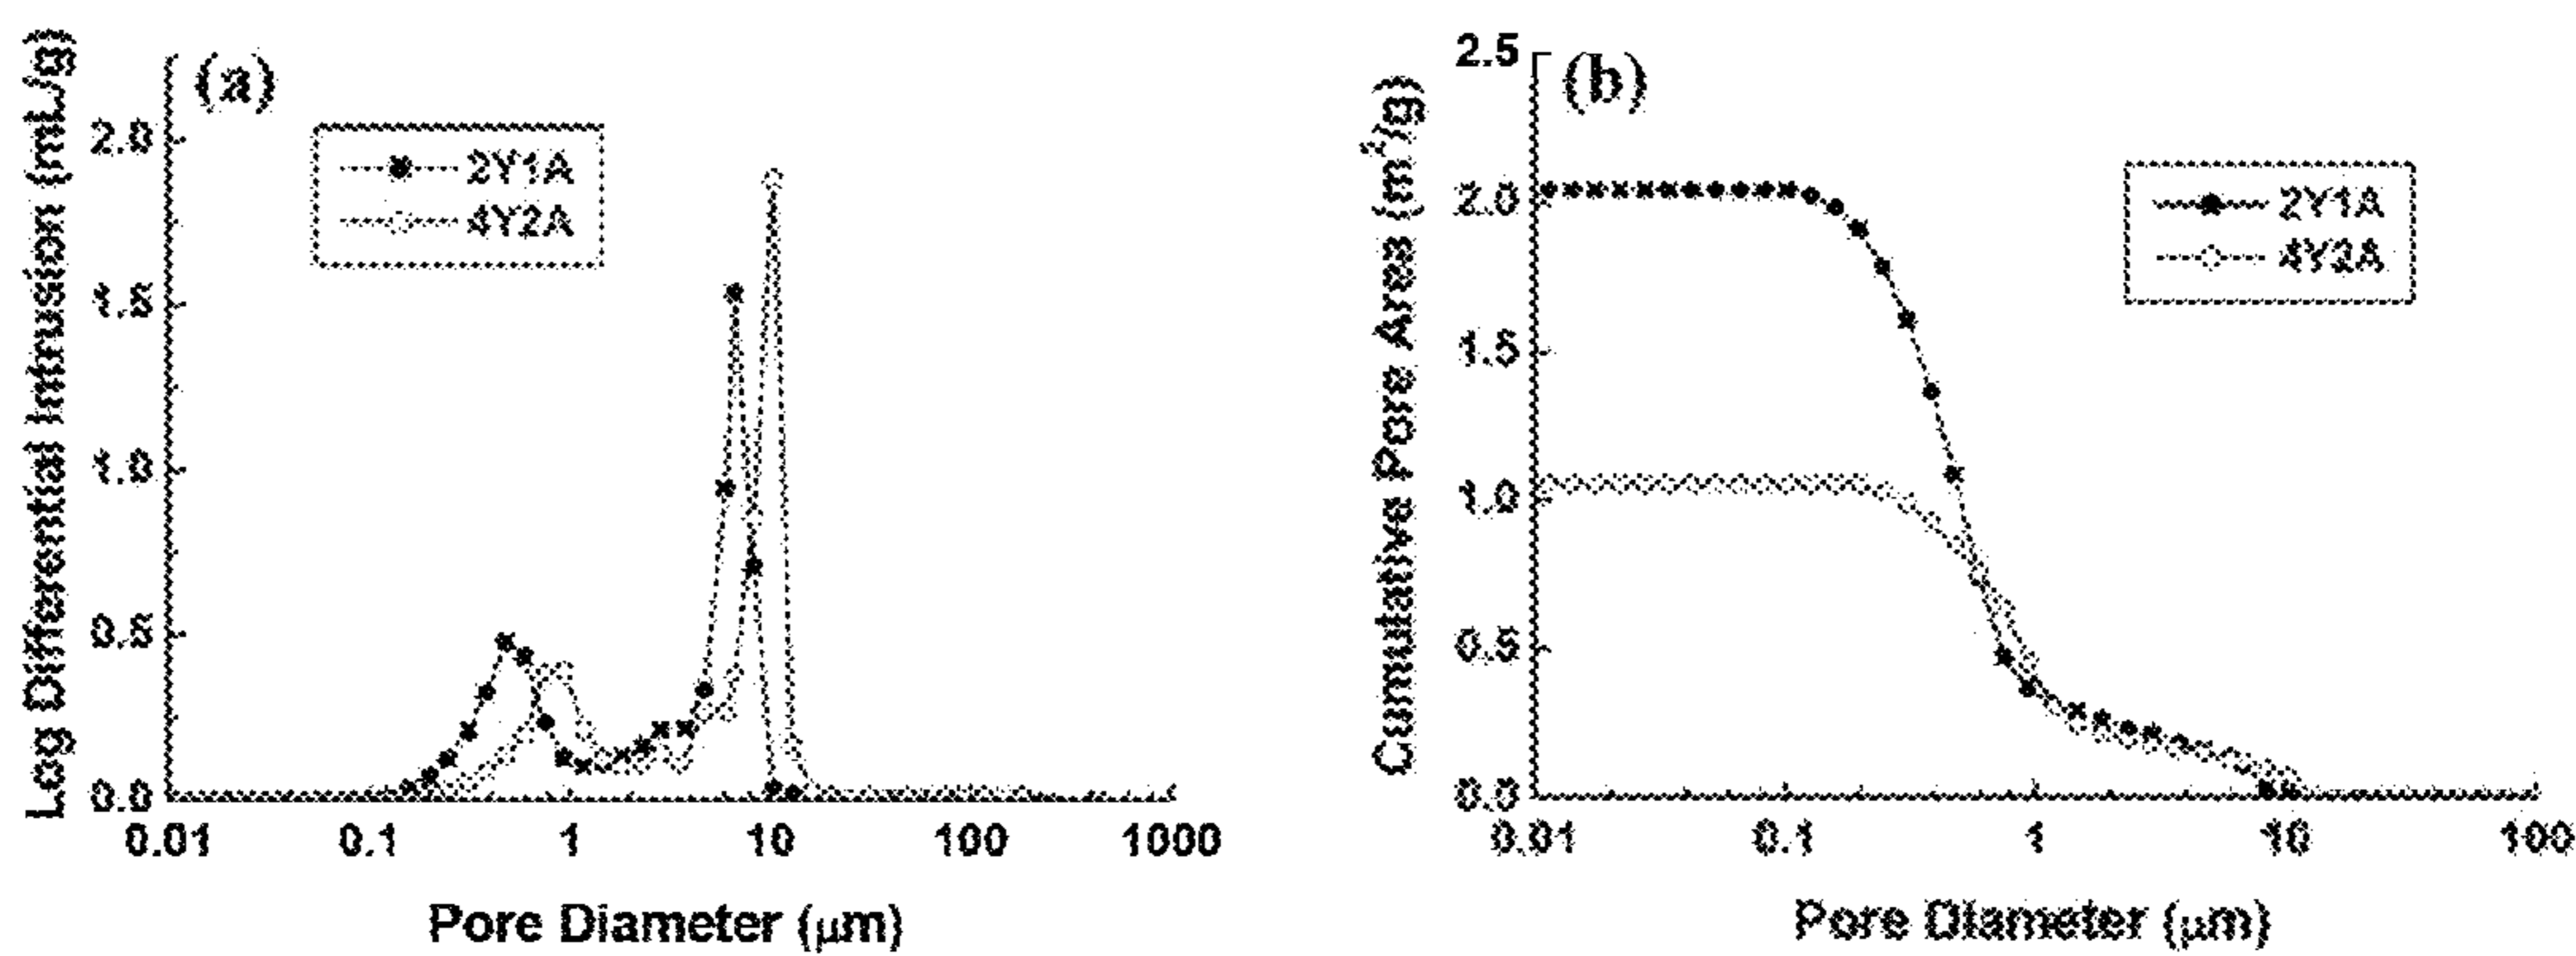 (a)
Log Differential Intrusion (mL/g)
2.0
1.5
1.0
0.5
0.0
2Y1A
4Y2A
0.01 0.1 1 10 100 1000
Pore Diameter (μm)
(b)
Cumulative Pore Area (m²/g)
2.5
2.0
1.5
1.0
0.5
0.0
2Y1A
4Y2A
0.01 0.1 1 10 100
Pore Diameter (μm)